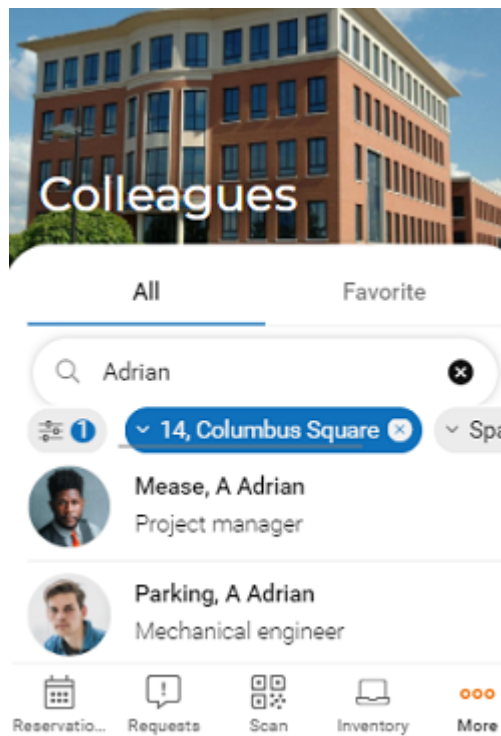 Colleagues
All Favorite
Adrian
1 14, Columbus Square Spa
Mease, A Adrian
Project manager
Parking, A Adrian
Mechanical engineer
Reservatio... Requests Scan Inventory More